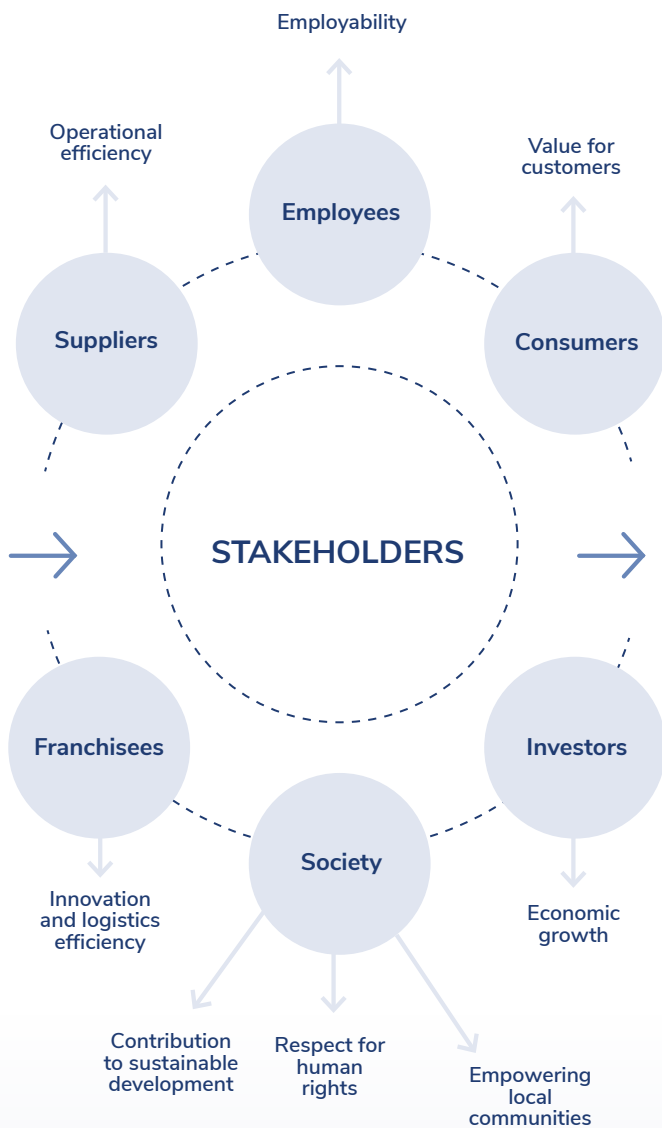 Employability
Operational
efficiency
Value for
customers
Employees
Suppliers
Consumers
STAKEHOLDERS
Franchisees
Investors
Society
Innovation
and logistics
efficiency
Economic
growth
Contribution
to sustainable
development
Respect for
human
rights
Empowering
local
communities